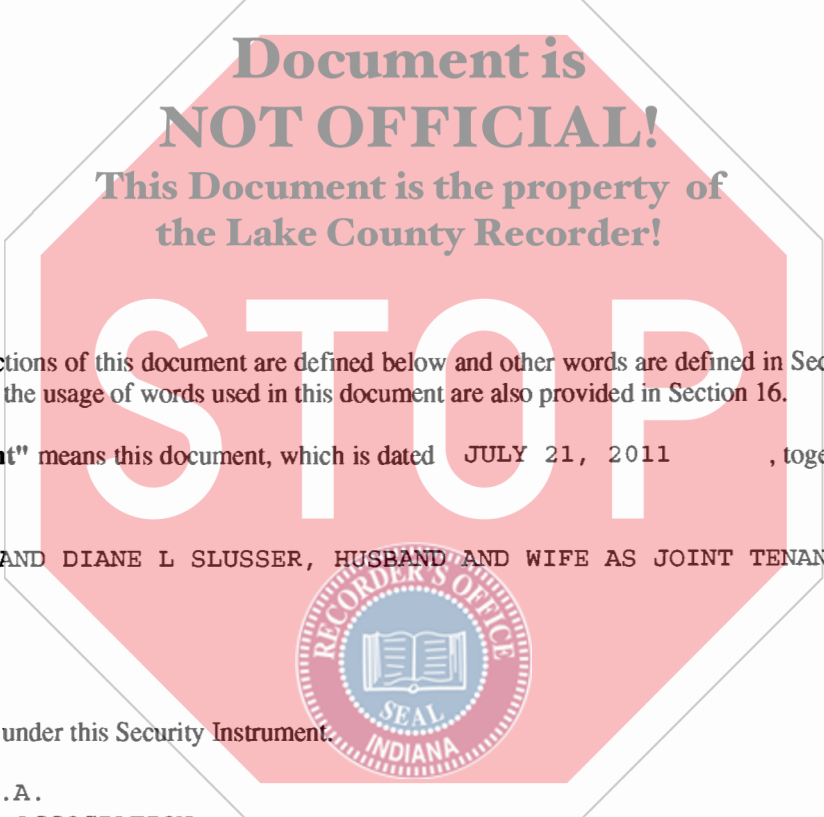 Document is
NOT OFFICIAL!
This Document is the property of
the Lake County Recorder!
STOP
ctions of this document are defined below and other words are defined in Sec
the usage of words used in this document are also provided in Section 16.
nt" means this document, which is dated JULY 21, 2011 , toge
AND DIANE L SLUSSER, HUSBAND AND WIFE AS JOINT TENAN
RECORDER'S OFFICE
SEAL
INDIANA
under this Security Instrument.
.A.